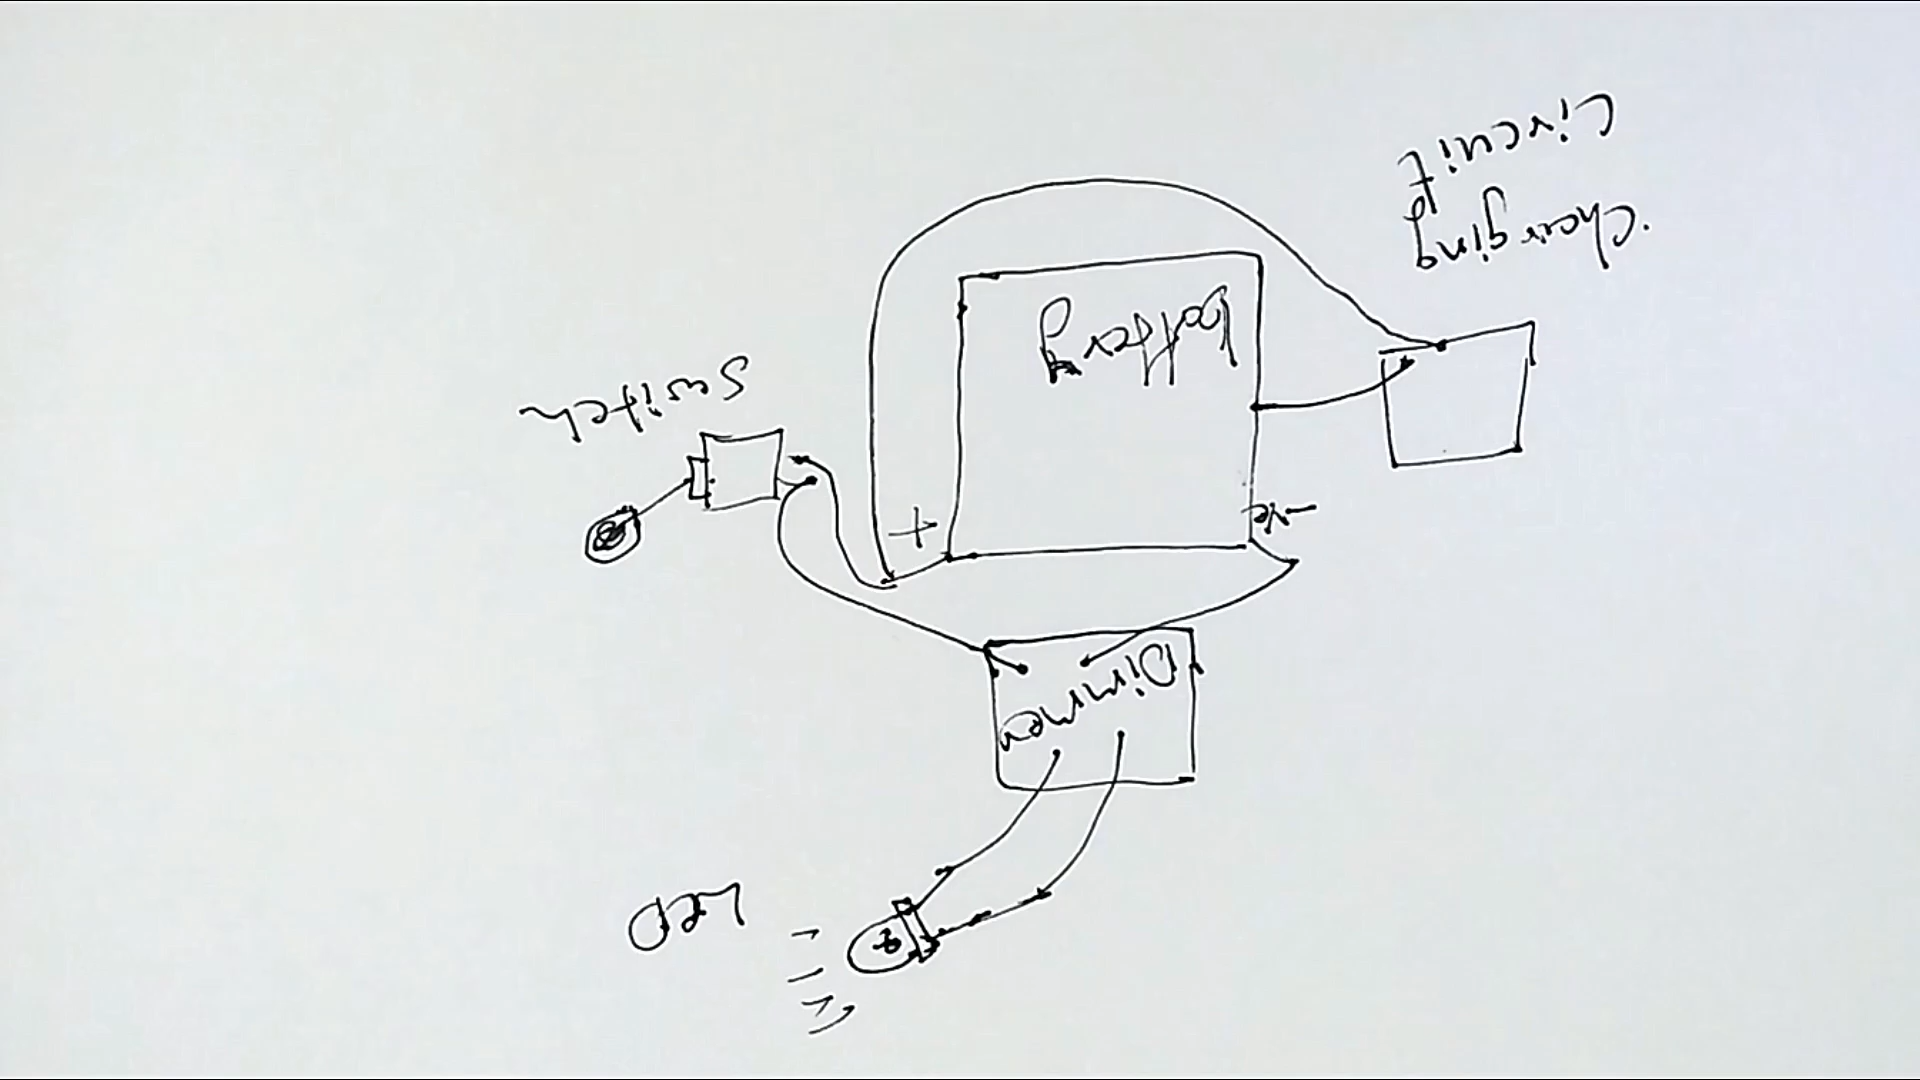 LED
Dimmer
-ve
+
Switch
battery
Charging
circuit